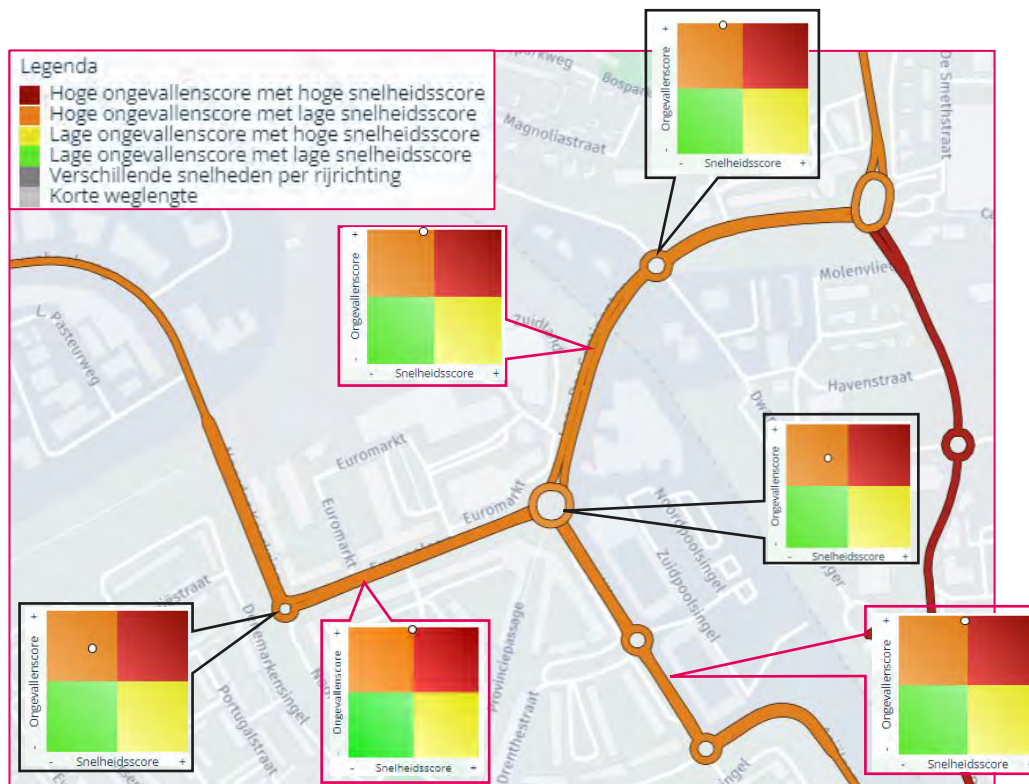 Legenda
Hoge ongevallenscore met hoge snelheidsscore
Hoge ongevallenscore met lage snelheidsscore
Lage ongevallenscore met hoge snelheidsscore
Lage ongevallenscore met lage snelheidsscore
Verschillende snelheden per rijrichting
Korte weglengte
Magnoliastraat
De Smethstraat
+
Ongevallenscore
-
- Snelheidsscore +
+
Ongevallenscore
-
- Snelheidsscore +
Molenvliet
L. Pasteurweg
Havenstraat
Euromarkt
Euromarkt
Euromarkt
+
Ongevallenscore
-
- Snelheidsscore +
Noordpoolsingel
Zuidpoolsingel
Denemarkensingel
Portugalstraat
Provinciepassage
Drenthestraat
+
Ongevallenscore
-
- Snelheidsscore +
+
Ongevallenscore
-
- Snelheidsscore +
+
Ongevallenscore
-
- Snelheidsscore +